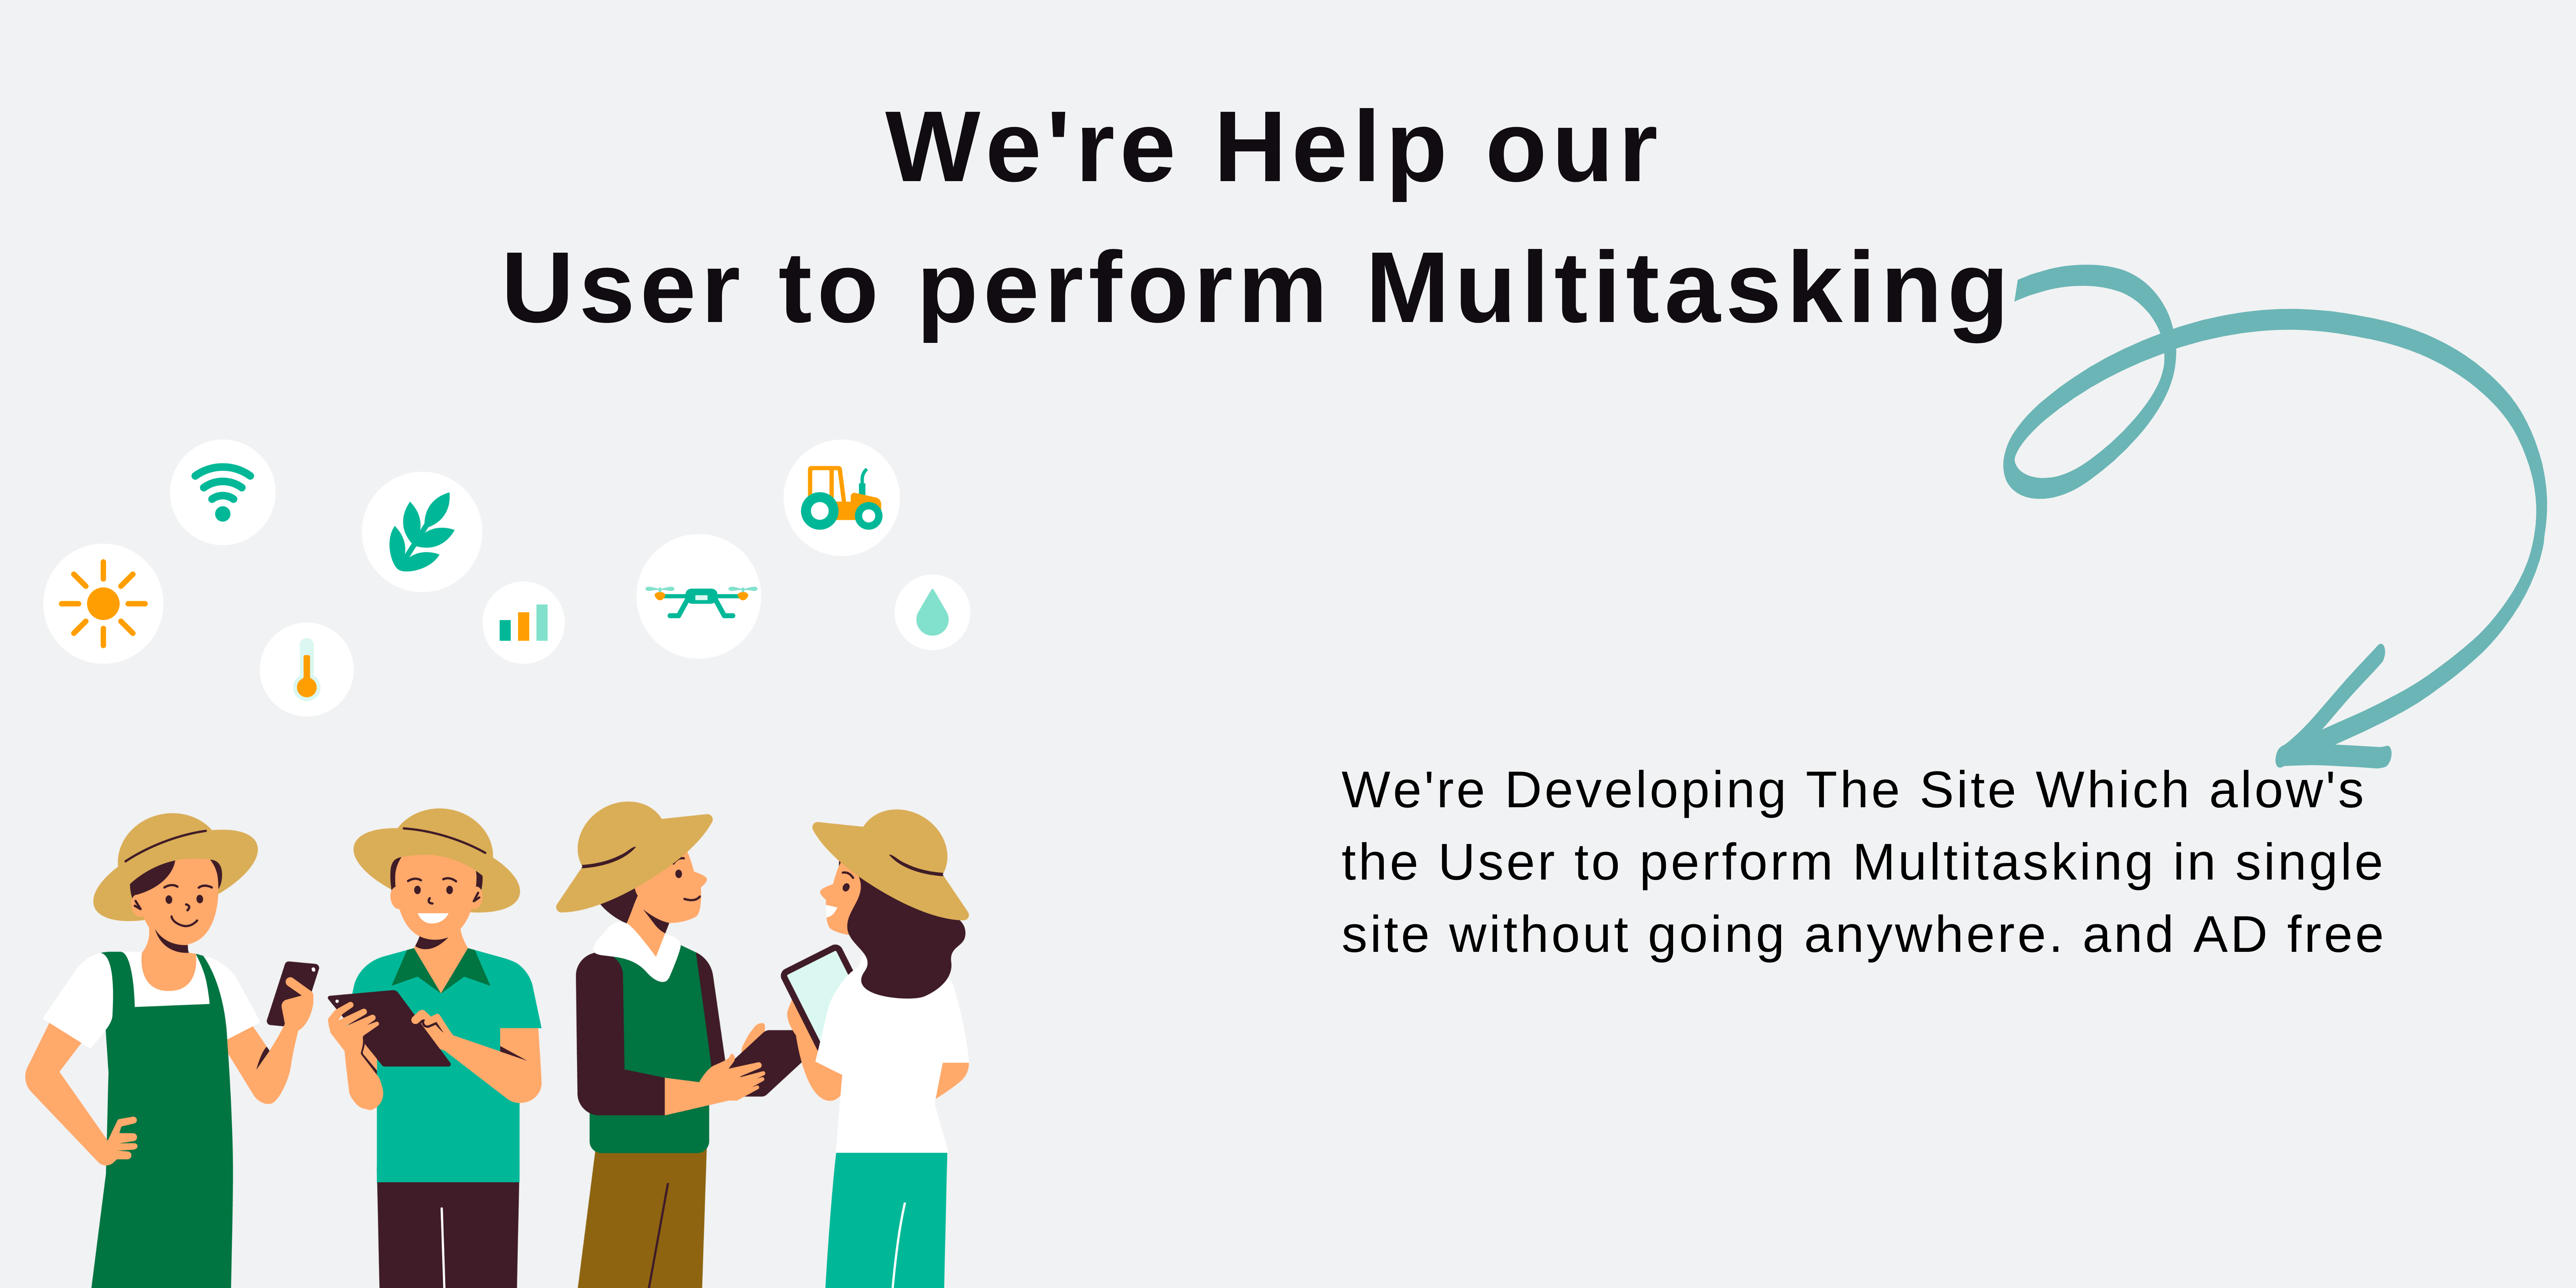 We're Help our
User to perform Multitasking
We're Developing The Site Which alow's
the User to perform Multitasking in single
site without going anywhere. and AD free